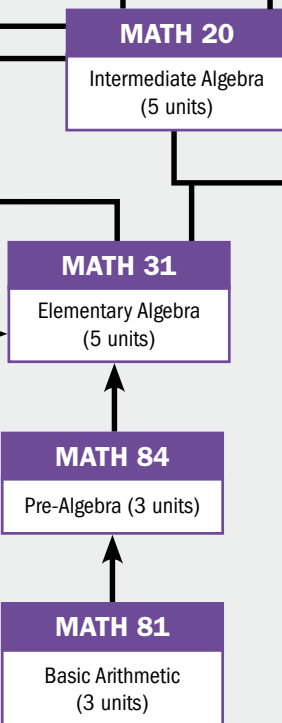 MATH 20
Intermediate Algebra
(5 units)
MATH 31
Elementary Algebra
(5 units)
MATH 84
Pre-Algebra (3 units)
MATH 81
Basic Arithmetic
(3 units)